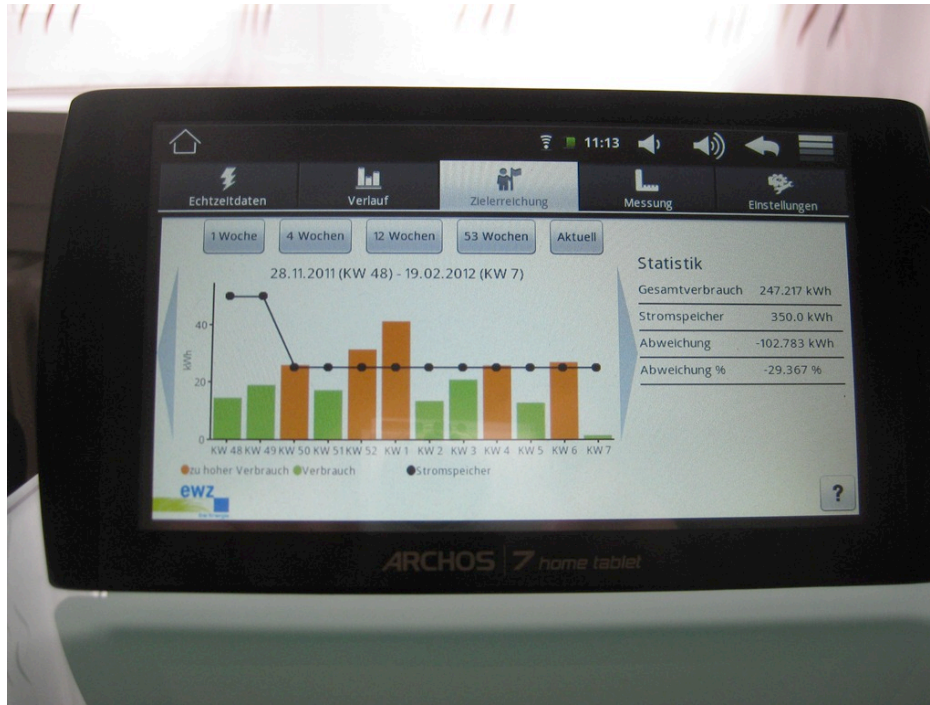 11:13
Echtzeitdaten Verlauf Zielerreichung Messung Einstellungen
1 Woche 4 Wochen 12 Wochen 53 Wochen Aktuell
28.11.2011 (KW 48) - 19.02.2012 (KW 7)
Statistik
Gesamtverbrauch 247.217 kWh
Stromspeicher 350.0 kWh
Abweichung -102.783 kWh
Abweichung % -29.367 %
kWh
40
20
0
KW 48 KW 49 KW 50 KW 51 KW 52 KW 1 KW 2 KW 3 KW 4 KW 5 KW 6 KW 7
zu hoher Verbrauch Verbrauch Stromspeicher
ewz
?
ARCHOS 7 home tablet